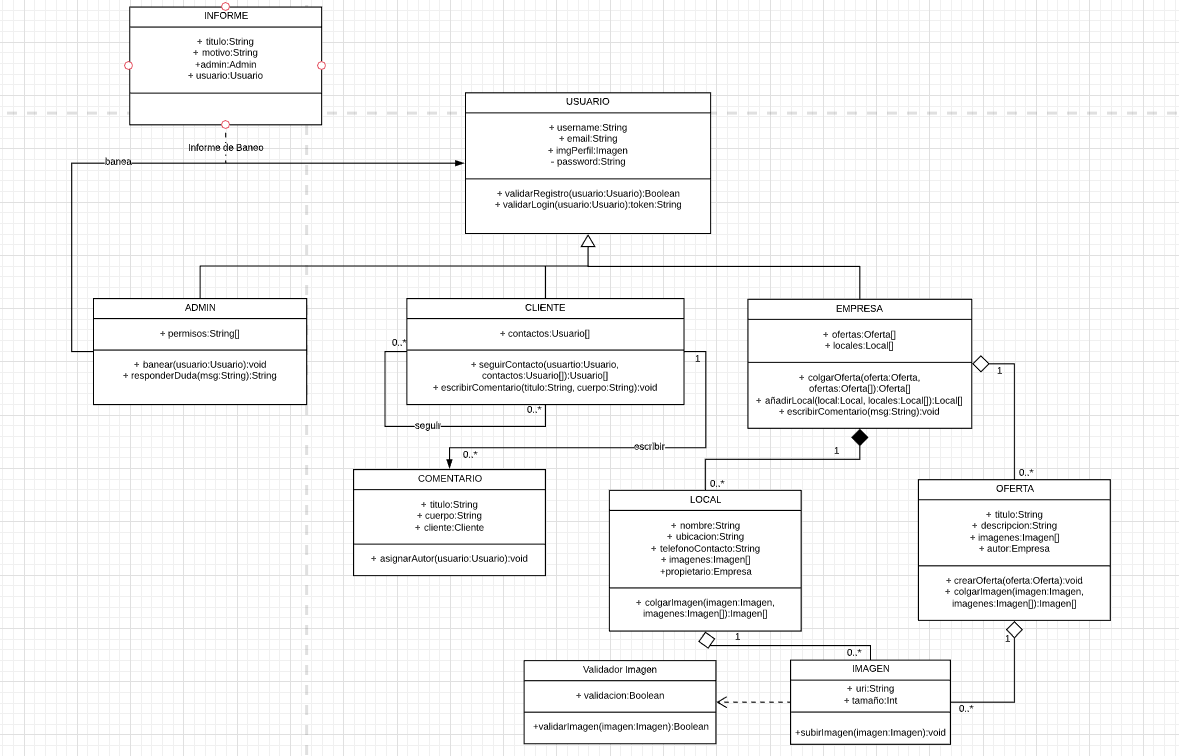 INFORME
+ titulo:String
+ motivo:String
+admin:Admin
+ usuario:Usuario
Informe de Baneo
banea
USUARIO
+ username:String
+ email:String
+ imgPerfil:Imagen
- password:String
+ validarRegistro(usuario:Usuario):Boolean
+ validarLogin(usuario:Usuario):token:String
ADMIN
+ permisos:String[]
+ banear(usuario:Usuario):void
+ responderDuda(msg:String):String
CLIENTE
+ contactos:Usuario[]
+ seguirContacto(usuartio:Usuario,
contactos:Usuario[]):Usuario[]
+ escribirComentario(titulo:String, cuerpo:String):void
0..*
0..*
seguir
1
escribir
0..*
EMPRESA
+ ofertas:Oferta[]
+ locales:Local[]
+ colgarOferta(oferta:Oferta,
ofertas:Oferta[]):Oferta[]
+ añadirLocal(local:Local, locales:Local[]):Local[]
+ escribirComentario(msg:String):void
1
0..*
1
0..*
COMENTARIO
+ titulo:String
+ cuerpo:String
+ cliente:Cliente
+ asignarAutor(usuario:Usuario):void
LOCAL
+ nombre:String
+ ubicacion:String
+ telefonoContacto:String
+ imagenes:Imagen[]
+propietario:Empresa
+ colgarImagen(imagen:Imagen,
imagenes:Imagen[]):Imagen[]
OFERTA
+ titulo:String
+ descripcion:String
+ imagenes:Imagen[]
+ autor:Empresa
+ crearOferta(oferta:Oferta):void
+ colgarImagen(imagen:Imagen,
imagenes:Imagen[]):Imagen[]
1
0..*
1
0..*
Validador Imagen
+ validacion:Boolean
+validarImagen(imagen:Imagen):Boolean
IMAGEN
+ uri:String
+ tamaño:Int
+subirImagen(imagen:Imagen):void